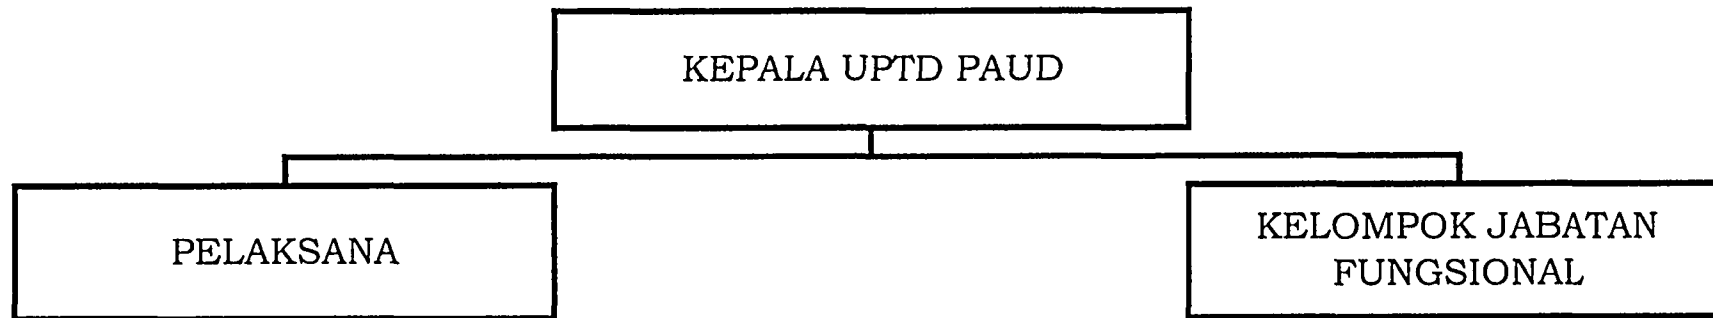 KEPALA UPTD PAUD
PELAKSANA
KELOMPOK JABATAN
FUNGSIONAL